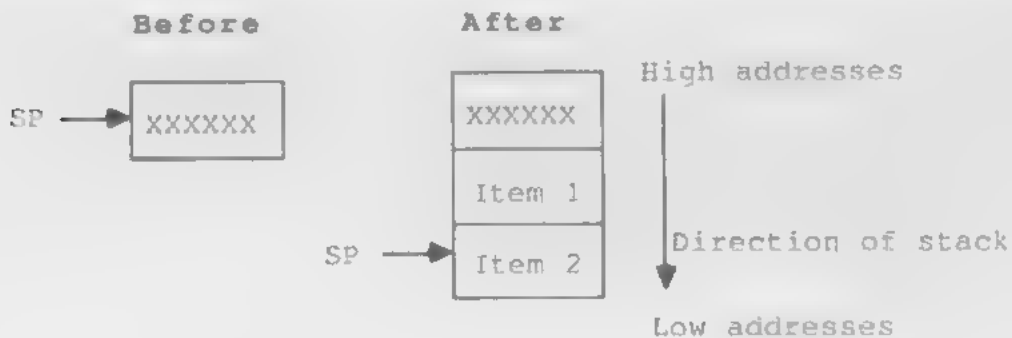 Before
After
High addresses
SP
XXXXXX
XXXXXX
Item 1
Direction of stack
SP
Item 2
Low addresses